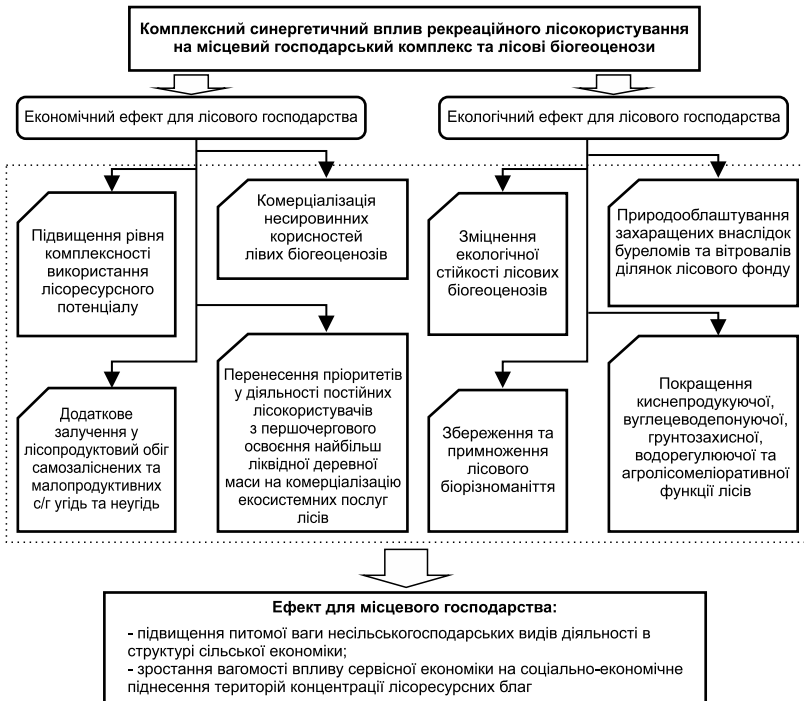 Комплексний синергетичний вплив рекреаційного лісокористування
на місцевий господарський комплекс та лісові біогеоценози
Економічний ефект для лісового господарства
Екологічний ефект для лісового господарства
Підвищення рівня
комплексності
використання
лісоресурсного
потенціалу
Комерціалізація
несировинних
корисностей
лівих біогеоценозів
Зміцнення
екологічної
стійкості лісових
біогеоценозів
Природооблаштування
захаращених внаслідок
буреломів та вітровалів
ділянок лісового фонду
Додаткове
залучення у
лісопродуктовий обіг
самозаліснених та
малопродуктивних
с/г угідь та неугідь
Перенесення пріоритетів
у діяльності постійних
лісокористувачів
з першочергового
освоєння найбільш
ліквідної деревної
маси на комерціалізацію
екосистемних послуг
лісів
Збереження та
примноження
лісового
біорізноманіття
Покращення
киснепродукуючої,
вуглецеводепонуючої,
грунтозахисної,
водорегулюючої та
агролісомеліоративної
функції лісів
Ефект для місцевого господарства:
- підвищення питомої ваги несільськогосподарських видів діяльності в
структурі сільської економіки;
- зростання вагомості впливу сервісної економіки на соціально-економічне
піднесення територій концентрації лісоресурсних благ